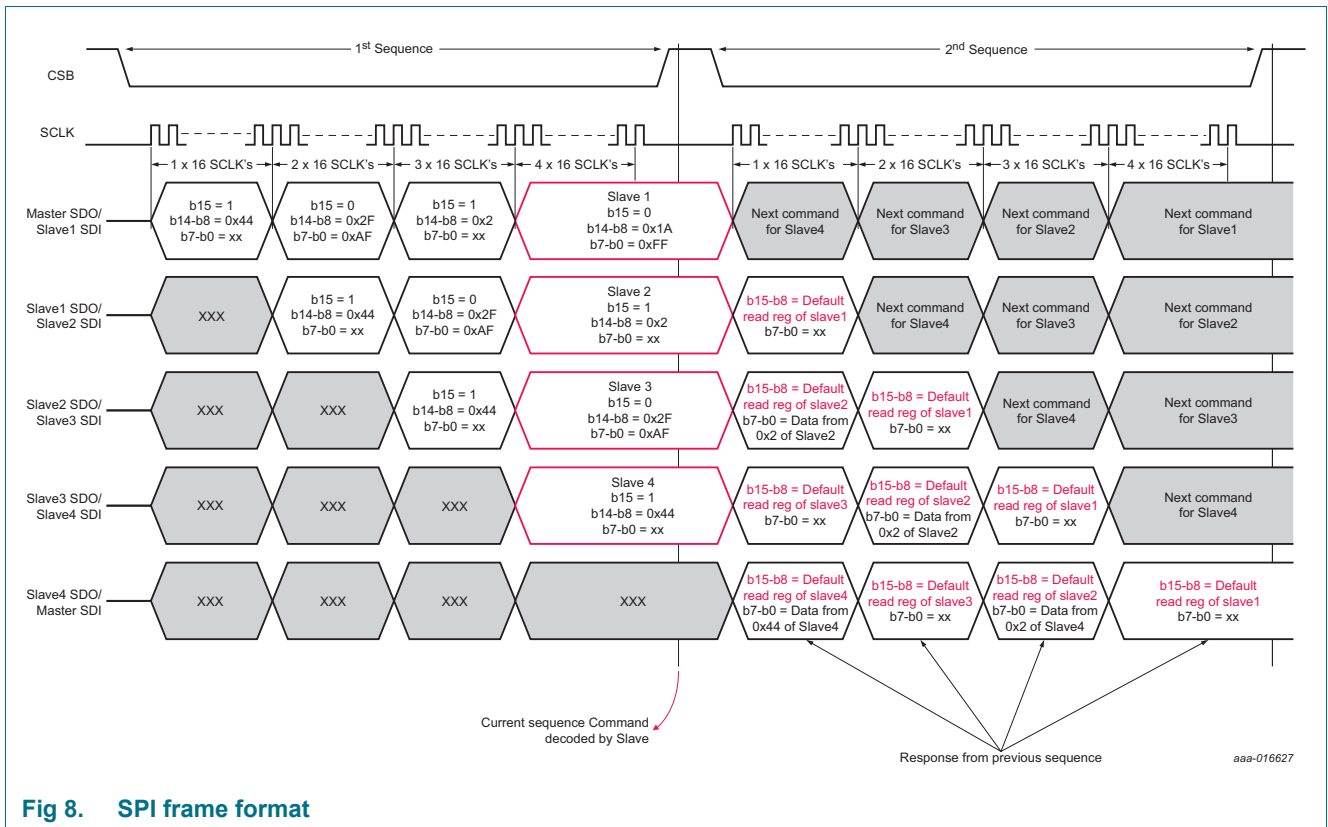 1st Sequence
2nd Sequence
CSB
SCLK
1 x 16 SCLK's
2 x 16 SCLK's
3 x 16 SCLK's
4 x 16 SCLK's
1 x 16 SCLK's
2 x 16 SCLK's
3 x 16 SCLK's
4 x 16 SCLK's
Master SDO/
Slave1 SDI
b15 = 1
b14-b8 = 0x44
b7-b0 = xx
b15 = 0
b14-b8 = 0x2F
b7-b0 = 0xAF
b15 = 1
b14-b8 = 0x2
b7-b0 = xx
Slave 1
b15 = 0
b14-b8 = 0x1A
b7-b0 = 0xFF
Next command
for Slave4
Next command
for Slave3
Next command
for Slave2
Next command
for Slave1
Slave1 SDO/
Slave2 SDI
XXX
b15 = 1
b14-b8 = 0x44
b7-b0 = xx
b15 = 0
b14-b8 = 0x2F
b7-b0 = 0xAF
Slave 2
b15 = 1
b14-b8 = 0x2
b7-b0 = xx
b15-b8 = Default
read reg of slave1
b7-b0 = xx
Next command
for Slave4
Next command
for Slave3
Next command
for Slave2
Slave2 SDO/
Slave3 SDI
XXX
XXX
b15 = 1
b14-b8 = 0x44
b7-b0 = xx
Slave 3
b15 = 0
b14-b8 = 0x2F
b7-b0 = 0xAF
b15-b8 = Default
read reg of slave2
b7-b0 = Data from
0x2 of Slave2
b15-b8 = Default
read reg of slave1
b7-b0 = xx
Next command
for Slave4
Next command
for Slave3
Slave3 SDO/
Slave4 SDI
XXX
XXX
XXX
Slave 4
b15 = 1
b14-b8 = 0x44
b7-b0 = xx
b15-b8 = Default
read reg of slave3
b7-b0 = xx
b15-b8 = Default
read reg of slave2
b7-b0 = Data from
0x2 of Slave2
b15-b8 = Default
read reg of slave1
b7-b0 = xx
Next command
for Slave4
Slave4 SDO/
Master SDI
XXX
XXX
XXX
XXX
b15-b8 = Default
read reg of slave4
b7-b0 = Data from
0x44 of Slave4
b15-b8 = Default
read reg of slave3
b7-b0 = xx
b15-b8 = Default
read reg of slave2
b7-b0 = Data from
0x2 of Slave4
b15-b8 = Default
read reg of slave1
b7-b0 = xx
Current sequence Command
decoded by Slave
Response from previous sequence
aaa-016627
Fig 8. SPI frame format